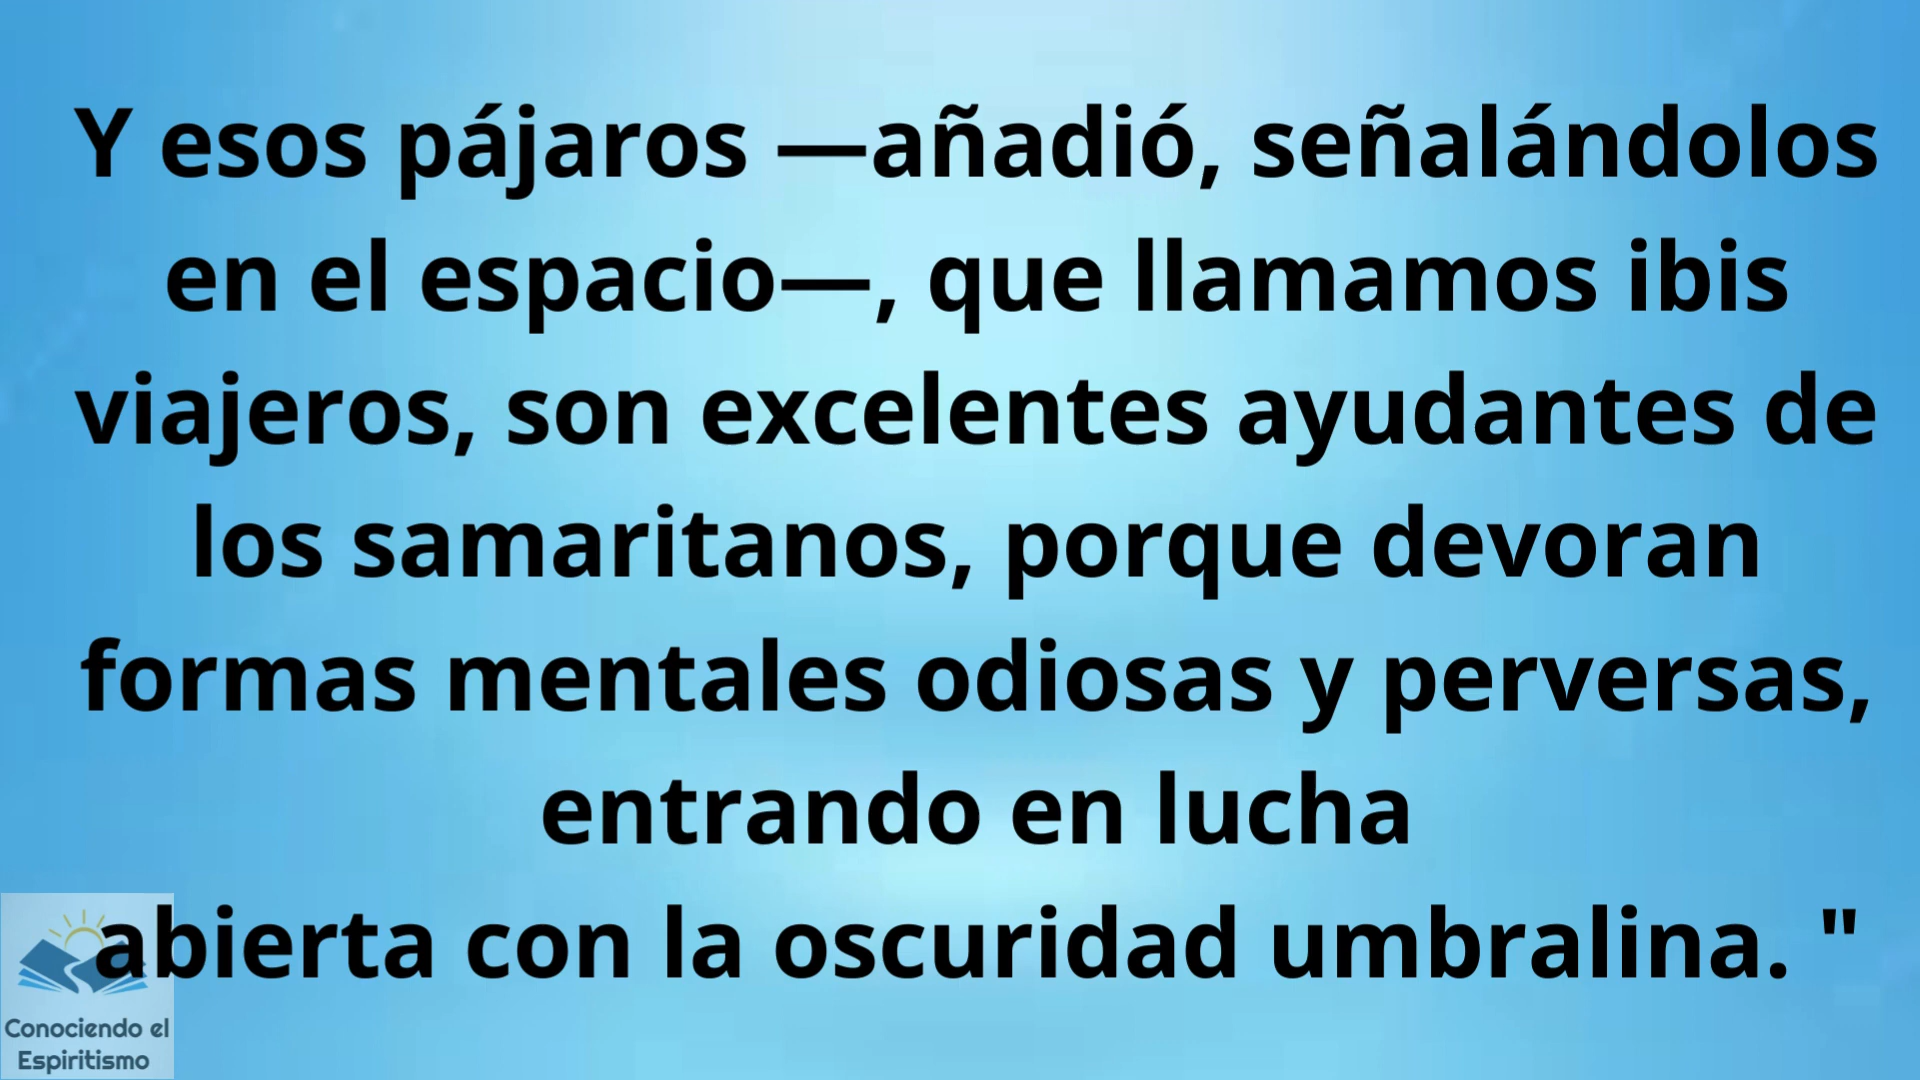 Y esos pájaros —añadió, señalándolos
en el espacio—, que llamamos ibis
viajeros, son excelentes ayudantes de
los samaritanos, porque devoran
formas mentales odiosas y perversas,
entrando en lucha
abierta con la oscuridad umbralina. "
Conociendo el
Espiritismo